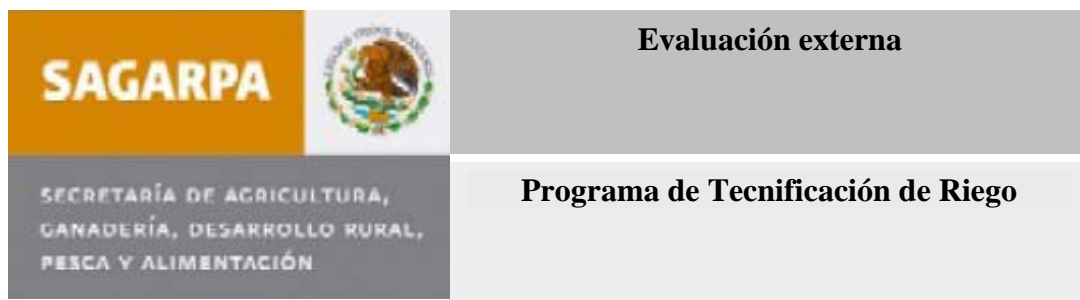 SAGARPA
Evaluación externa
SECRETARÍA DE AGRICULTURA,
GANADERÍA, DESARROLLO RURAL,
PESCA Y ALIMENTACIÓN
Programa de Tecnificación de Riego